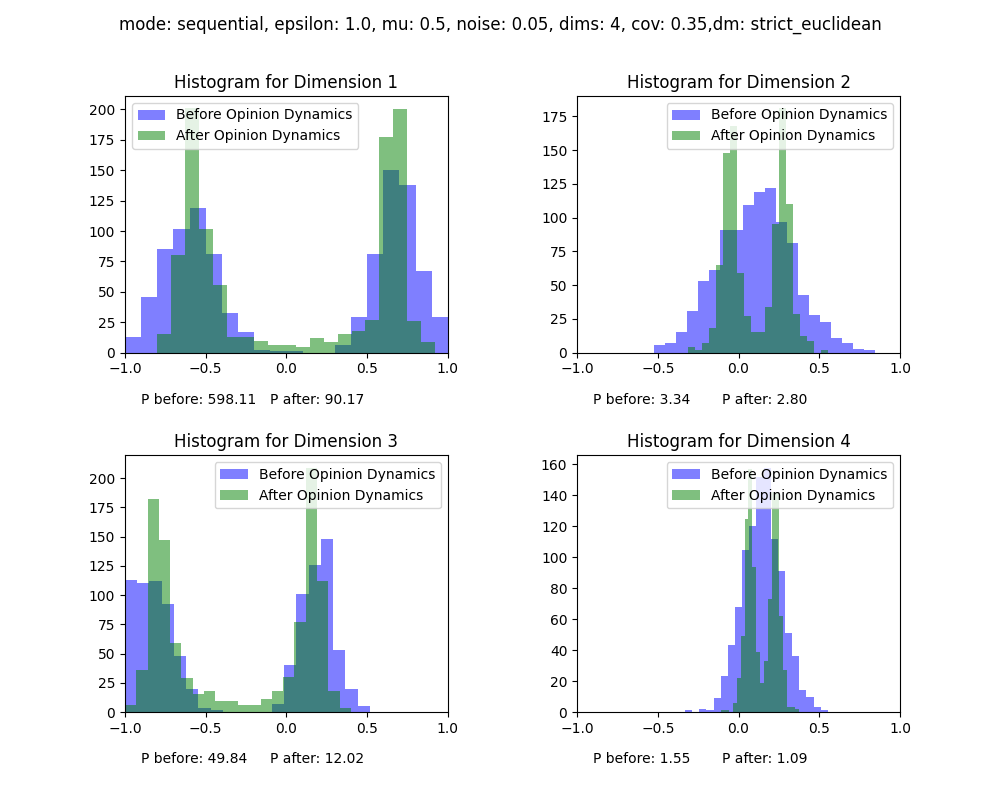 mode: sequential, epsilon: 1.0, mu: 0.5, noise: 0.05, dims: 4, cov: 0.35,dm: strict_euclidean
Histogram for Dimension 1
Before Opinion Dynamics
After Opinion Dynamics
200
175
150
125
100
75
50
25
0
−1.0 −0.5 0.0 0.5 1.0
P before: 598.11 P after: 90.17
Histogram for Dimension 2
Before Opinion Dynamics
After Opinion Dynamics
175
150
125
100
75
50
25
0
−1.0 −0.5 0.0 0.5 1.0
P before: 3.34 P after: 2.80
Histogram for Dimension 3
Before Opinion Dynamics
After Opinion Dynamics
200
175
150
125
100
75
50
25
0
−1.0 −0.5 0.0 0.5 1.0
P before: 49.84 P after: 12.02
Histogram for Dimension 4
Before Opinion Dynamics
After Opinion Dynamics
160
140
120
100
80
60
40
20
0
−1.0 −0.5 0.0 0.5 1.0
P before: 1.55 P after: 1.09